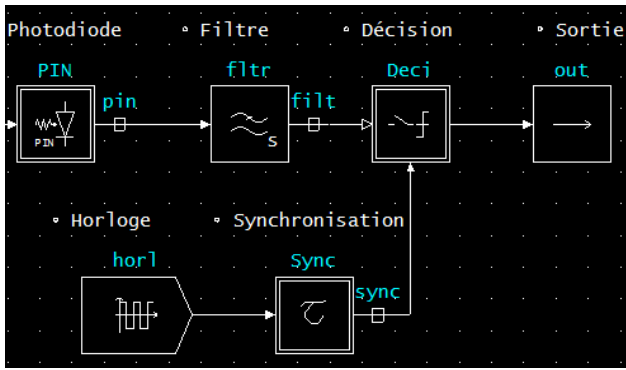 Photodiode Filtre Décision Sortie
PIN fltr Deci out
pin filt
PIN S
Horloge Synchronisation
horl Sync
sync